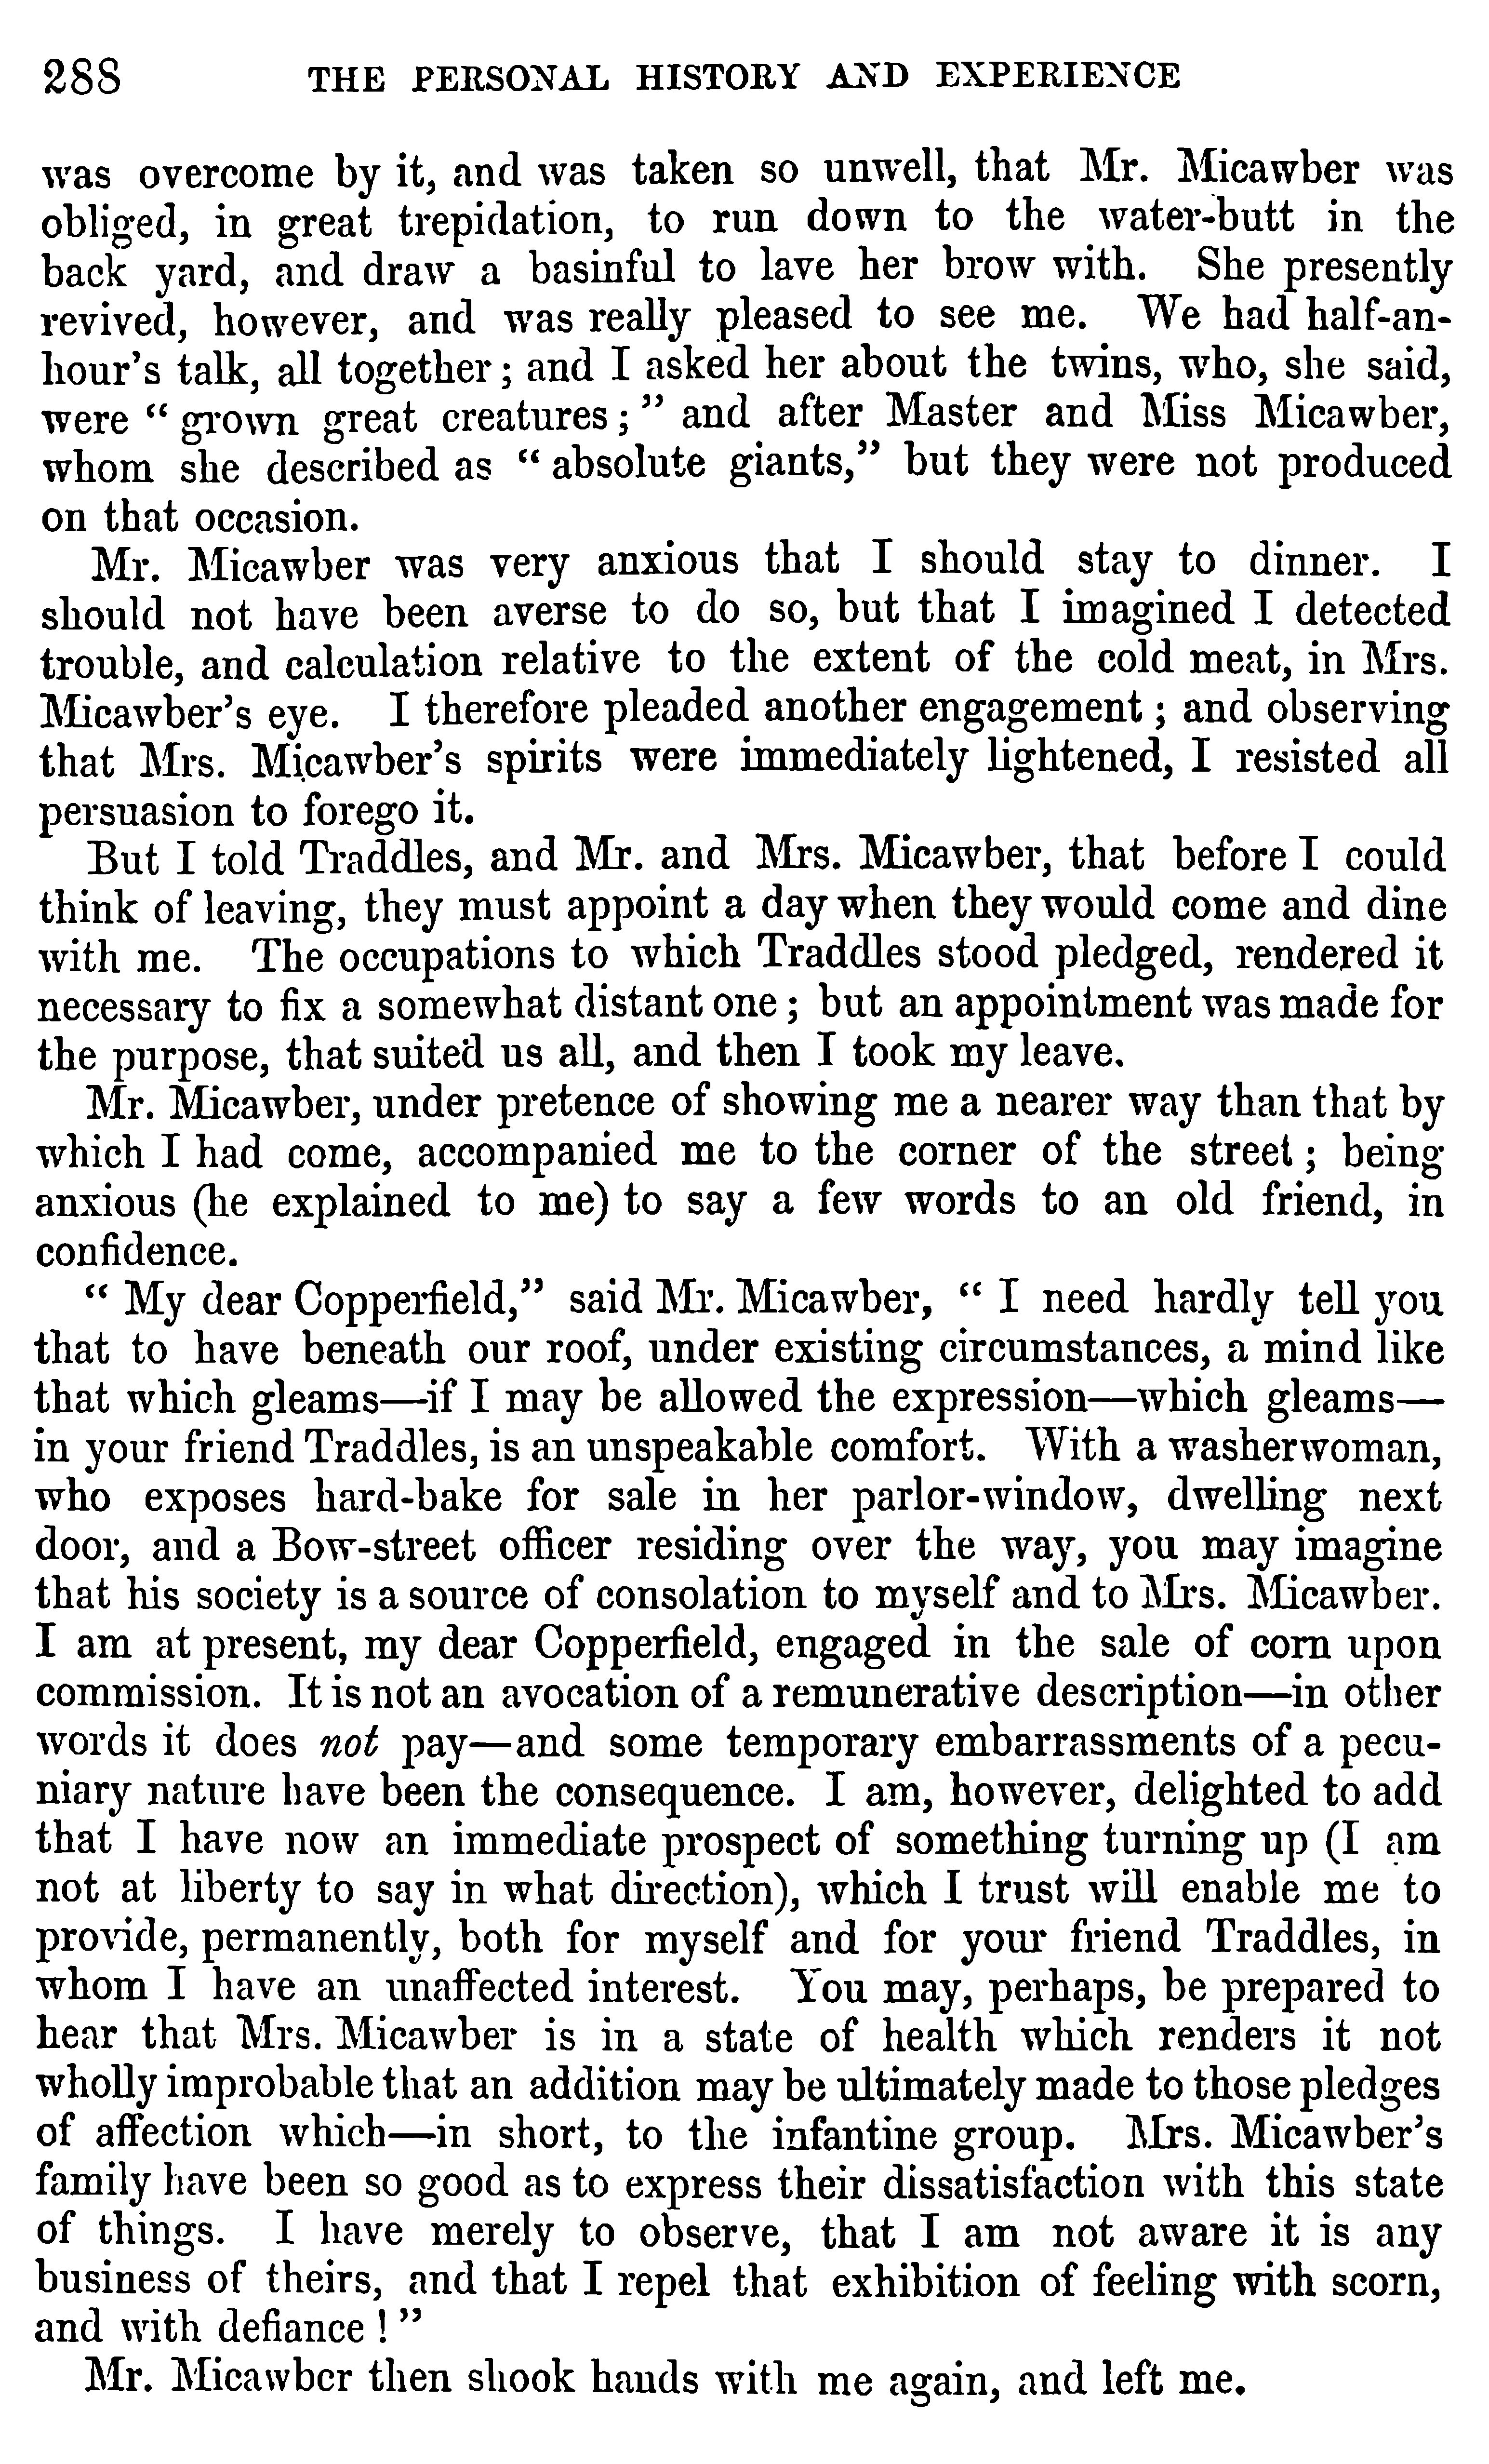 288 THE PERSONAL HISTORY AND EXPERIENCE
was overcome by it, and was taken so unwell, that Mr. Micawber was
obliged, in great trepidation, to run down to the water-butt in the
back yard, and draw a basinful to lave her brow with. She presently
revived, however, and was really pleased to see me. We had half-an-
hour's talk, all together; and I asked her about the twins, who, she said,
were “ grown great creatures; ” and after Master and Miss Micawber,
whom she described as “ absolute giants,” but they were not produced
on that occasion.
Mr. Micawber was very anxious that I should stay to dinner. I
should not have been averse to do so, but that I imagined I detected
trouble, and calculation relative to the extent of the cold meat, in Mrs.
Micawber's eye. I therefore pleaded another engagement; and observing
that Mrs. Micawber's spirits were immediately lightened, I resisted all
persuasion to forego it.
But I told Traddles, and Mr. and Mrs. Micawber, that before I could
think of leaving, they must appoint a day when they would come and dine
with me. The occupations to which Traddles stood pledged, rendered it
necessary to fix a somewhat distant one; but an appointment was made for
the purpose, that suited us all, and then I took my leave.
Mr. Micawber, under pretence of showing me a nearer way than that by
which I had come, accompanied me to the corner of the street; being
anxious (he explained to me) to say a few words to an old friend, in
confidence.
“ My dear Copperfield,” said Mr. Micawber, “ I need hardly tell you
that to have beneath our roof, under existing circumstances, a mind like
that which gleams—if I may be allowed the expression—which gleams—
in your friend Traddles, is an unspeakable comfort. With a washerwoman,
who exposes hard-bake for sale in her parlor-window, dwelling next
door, and a Bow-street officer residing over the way, you may imagine
that his society is a source of consolation to myself and to Mrs. Micawber.
I am at present, my dear Copperfield, engaged in the sale of corn upon
commission. It is not an avocation of a remunerative description—in other
words it does not pay—and some temporary embarrassments of a pecu-
niary nature have been the consequence. I am, however, delighted to add
that I have now an immediate prospect of something turning up (I am
not at liberty to say in what direction), which I trust will enable me to
provide, permanently, both for myself and for your friend Traddles, in
whom I have an unaffected interest. You may, perhaps, be prepared to
hear that Mrs. Micawber is in a state of health which renders it not
wholly improbable that an addition may be ultimately made to those pledges
of affection which—in short, to the infantine group. Mrs. Micawber's
family have been so good as to express their dissatisfaction with this state
of things. I have merely to observe, that I am not aware it is any
business of theirs, and that I repel that exhibition of feeling with scorn,
and with defiance ! ”
Mr. Micawber then shook hands with me again, and left me.